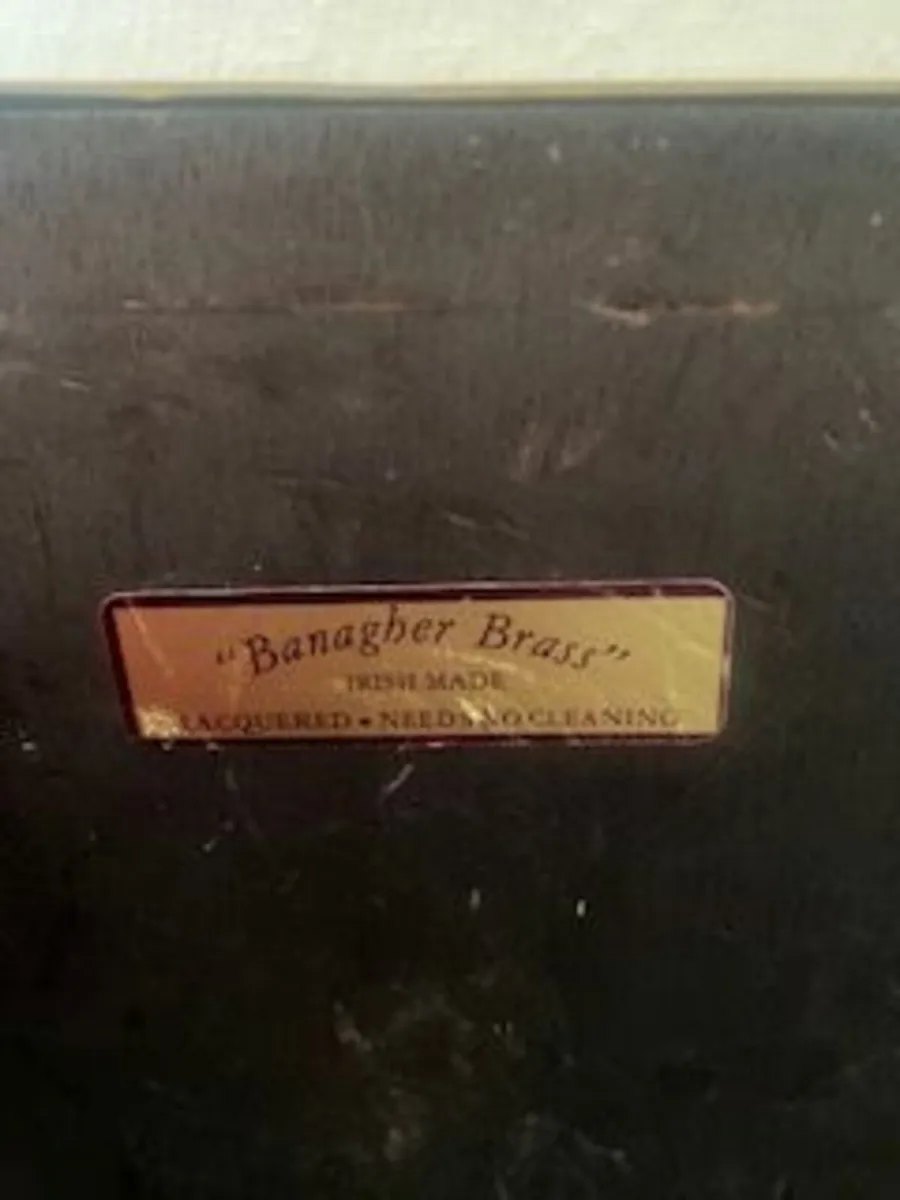 “Banagher Brass”
IRISH MADE
LACQUERED • NEEDS NO CLEANING